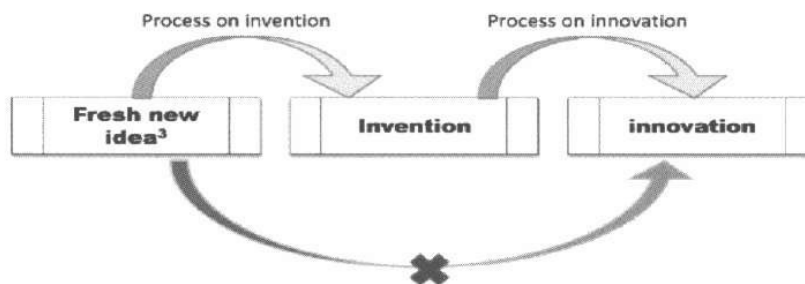 Process on invention
Process on innovation
Fresh new
idea³
Invention
innovation